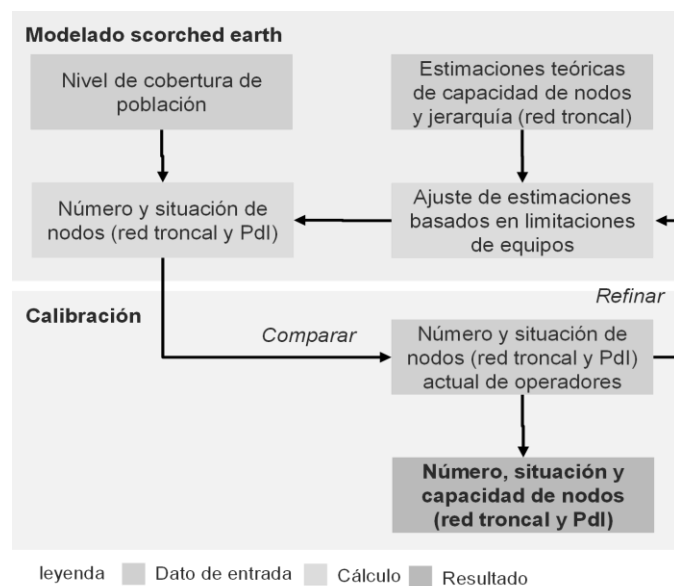 Modelado scorched earth
Nivel de cobertura de
población
Estimaciones teóricas
de capacidad de nodos
y jerarquía (red troncal)
Número y situación de
nodos (red troncal y PdI)
Ajuste de estimaciones
basados en limitaciones
de equipos
Refinar
Calibración
Comparar
Número y situación de
nodos (red troncal y PdI)
actual de operadores
Número, situación y
capacidad de nodos
(red troncal y PdI)
leyenda Dato de entrada Cálculo Resultado